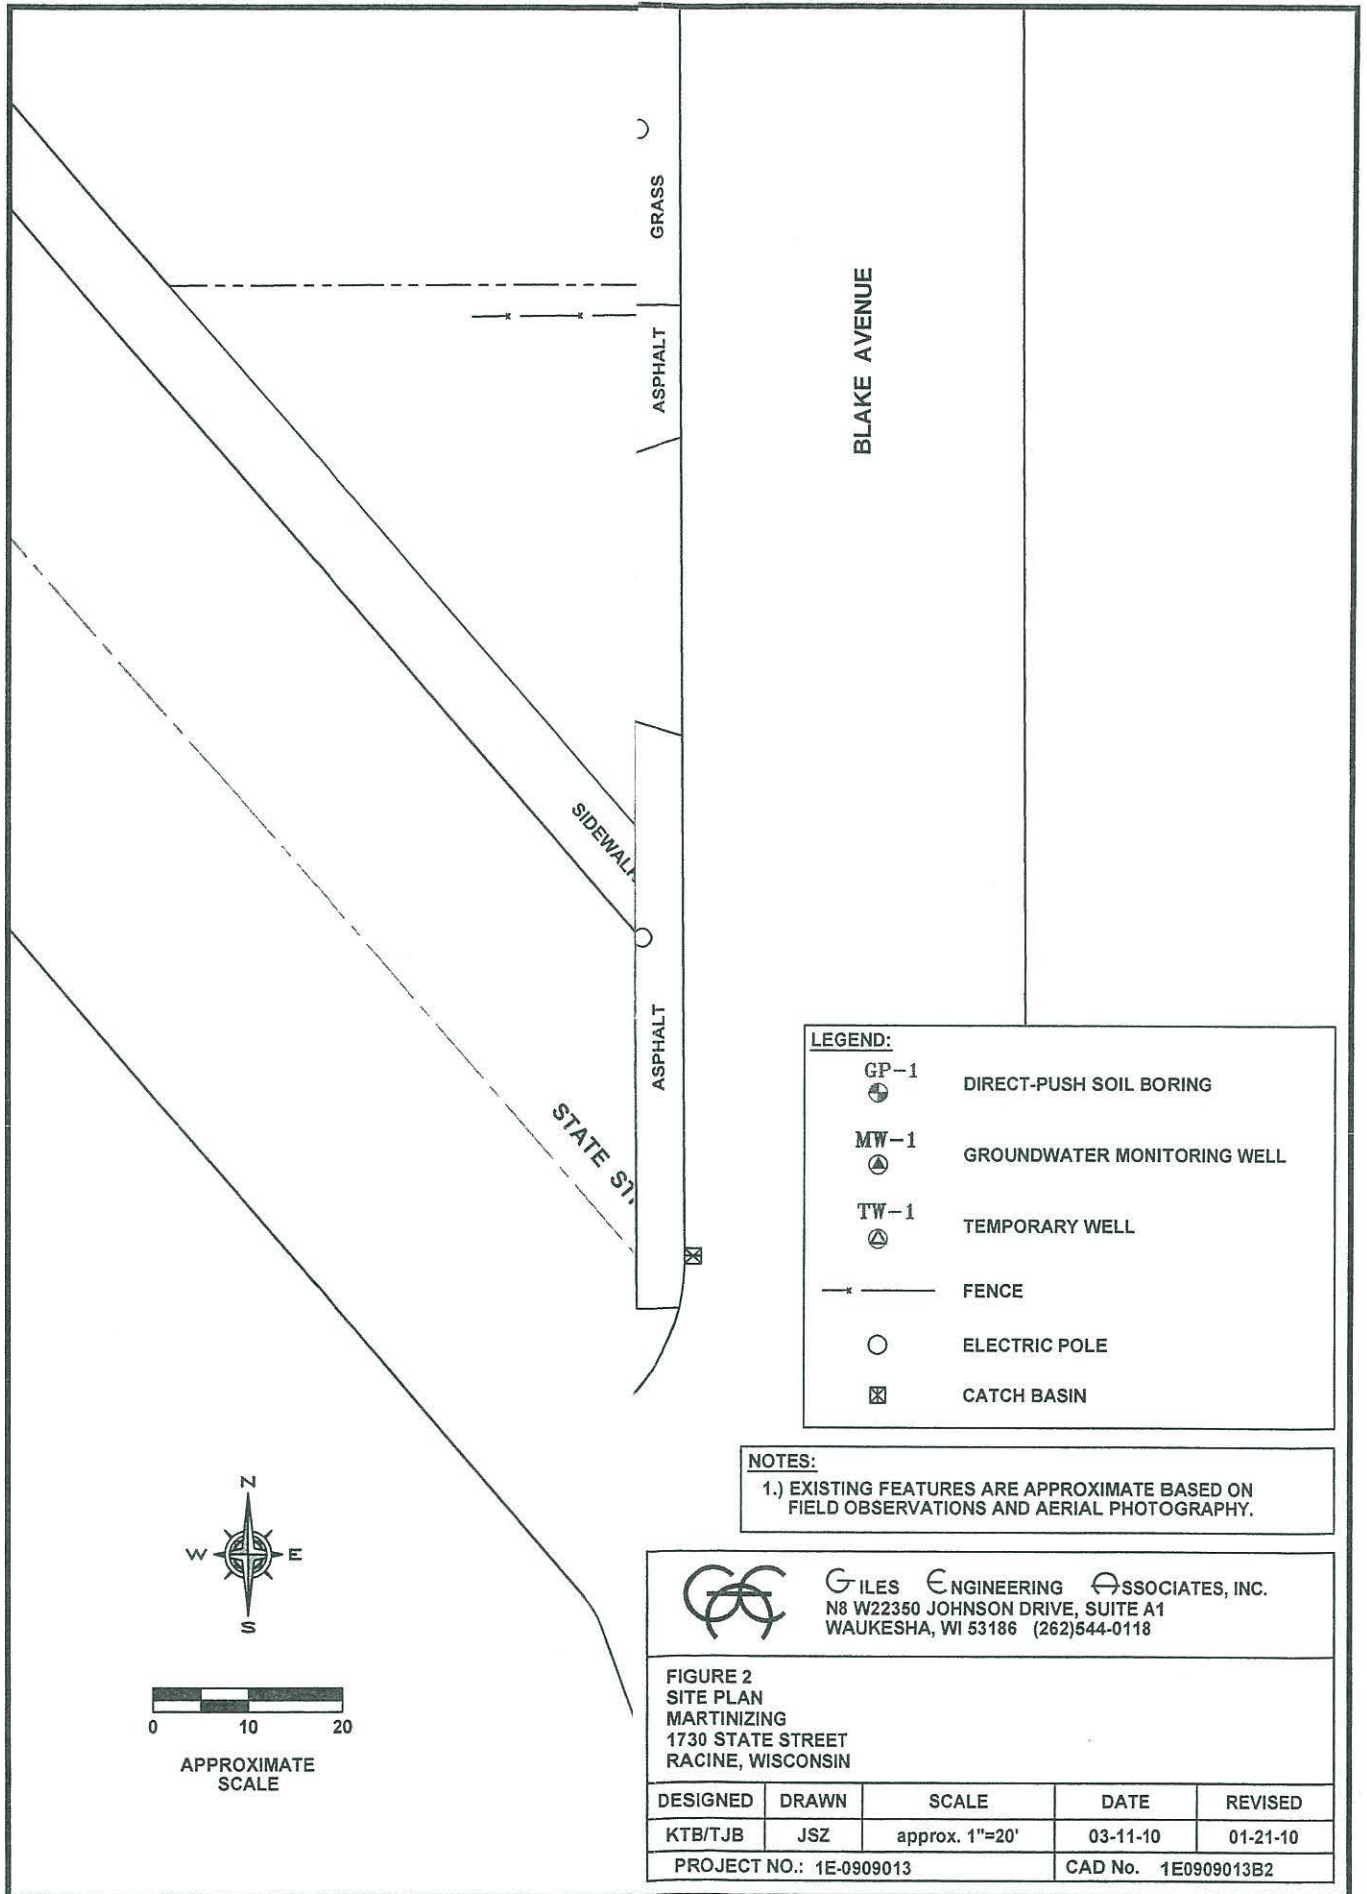 GRASS
ASPHALT
BLAKE AVENUE
SIDEWALK
ASPHALT
STATE ST
LEGEND:
GP-1
DIRECT-PUSH SOIL BORING
MW-1
GROUNDWATER MONITORING WELL
TW-1
TEMPORARY WELL
FENCE
ELECTRIC POLE
CATCH BASIN
NOTES:
1.) EXISTING FEATURES ARE APPROXIMATE BASED ON
FIELD OBSERVATIONS AND AERIAL PHOTOGRAPHY.
N
W E
S
0 10 20
APPROXIMATE
SCALE
GILES ENGINEERING ASSOCIATES, INC.
N8 W22350 JOHNSON DRIVE, SUITE A1
WAUKESHA, WI 53186 (262)544-0118
FIGURE 2
SITE PLAN
MARTINIZING
1730 STATE STREET
RACINE, WISCONSIN
DESIGNED DRAWN SCALE DATE REVISED
KTB/TJB JSZ approx. 1"=20' 03-11-10 01-21-10
PROJECT NO.: 1E-0909013 CAD No. 1E0909013B2